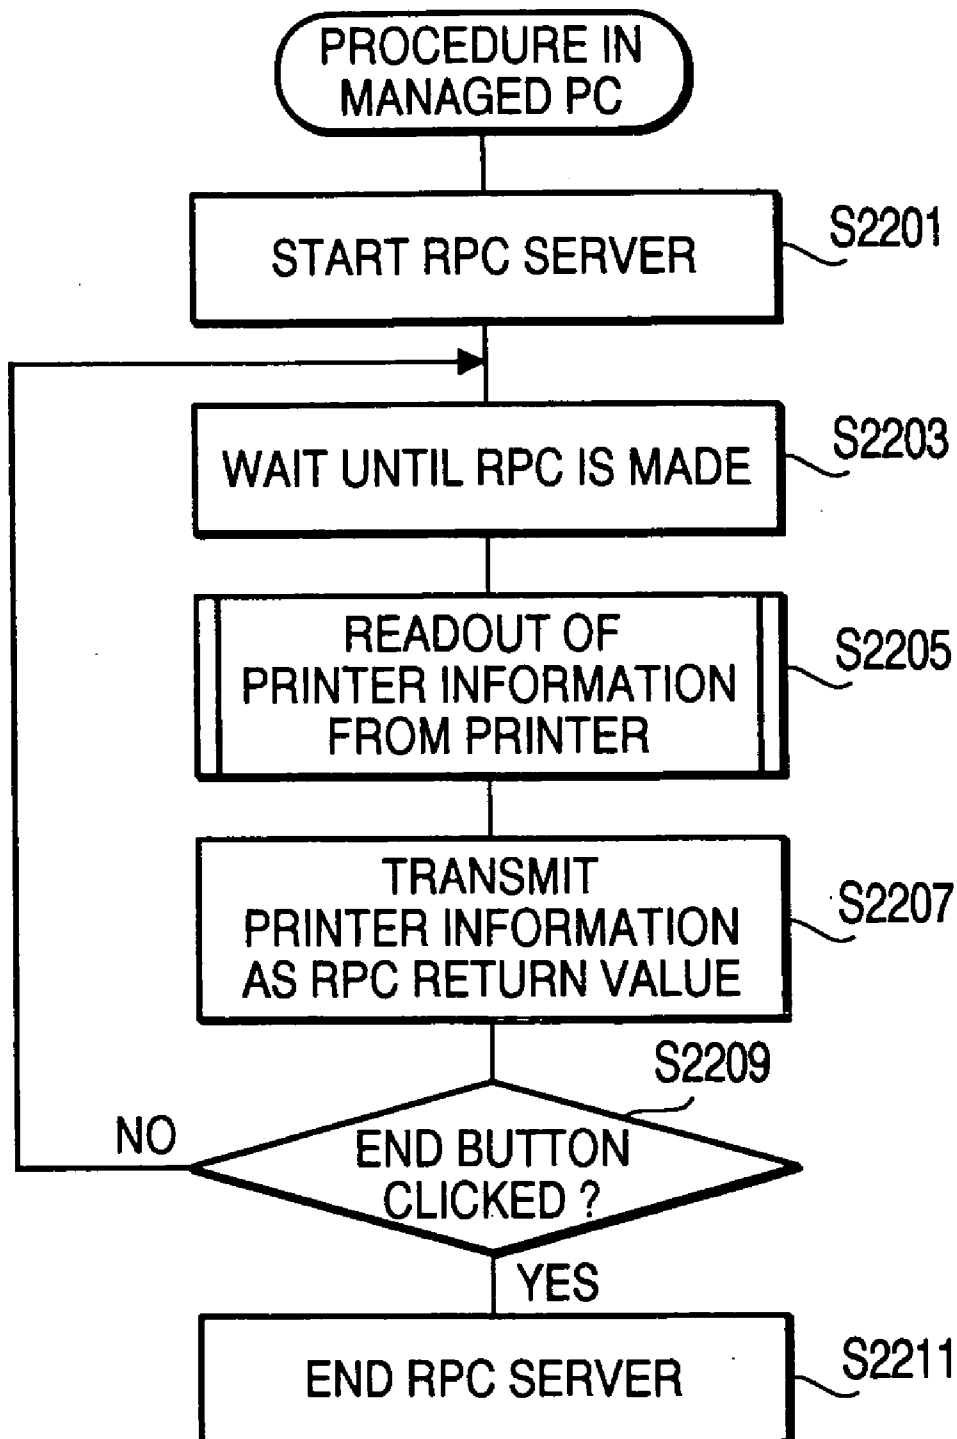 PROCEDURE IN
MANAGED PC
START RPC SERVER
S2201
WAIT UNTIL RPC IS MADE
S2203
READOUT OF
PRINTER INFORMATION
FROM PRINTER
S2205
TRANSMIT
PRINTER INFORMATION
AS RPC RETURN VALUE
S2207
S2209
NO
END BUTTON
CLICKED ?
YES
END RPC SERVER
S2211